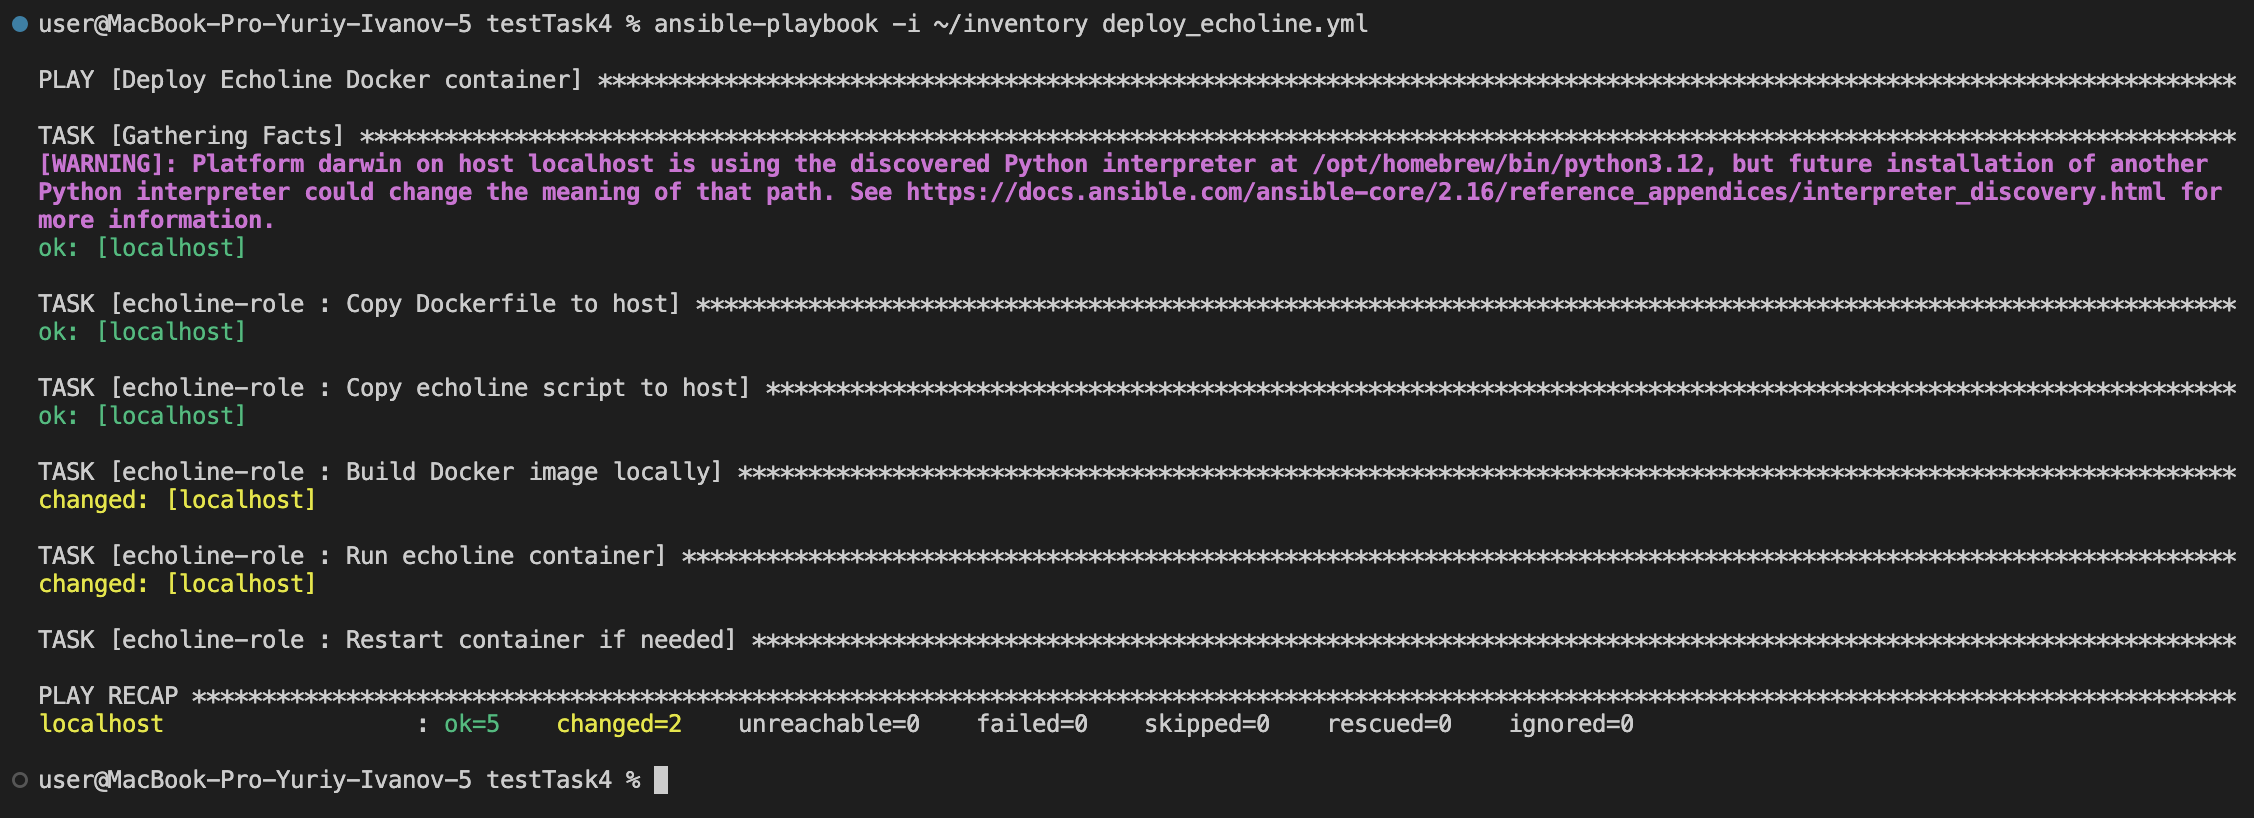 user@MacBook-Pro-Yuriy-Ivanov-5 testTask4 % ansible-playbook -i ~/inventory deploy_echoline.yml
PLAY [Deploy Echoline Docker container] *********************************************************************************************************************
TASK [Gathering Facts] **************************************************************************************************************************************
[WARNING]: Platform darwin on host localhost is using the discovered Python interpreter at /opt/homebrew/bin/python3.12, but future installation of another
Python interpreter could change the meaning of that path. See https://docs.ansible.com/ansible-core/2.16/reference_appendices/interpreter_discovery.html for
more information.
ok: [localhost]
TASK [echoline-role : Copy Dockerfile to host] **************************************************************************************************************
ok: [localhost]
TASK [echoline-role : Copy echoline script to host] *********************************************************************************************************
ok: [localhost]
TASK [echoline-role : Build Docker image locally] ***********************************************************************************************************
changed: [localhost]
TASK [echoline-role : Run echoline container] ***************************************************************************************************************
changed: [localhost]
TASK [echoline-role : Restart container if needed] **********************************************************************************************************
PLAY RECAP **************************************************************************************************************************************************
localhost                  : ok=5    changed=2    unreachable=0    failed=0    skipped=0    rescued=0    ignored=0
user@MacBook-Pro-Yuriy-Ivanov-5 testTask4 %